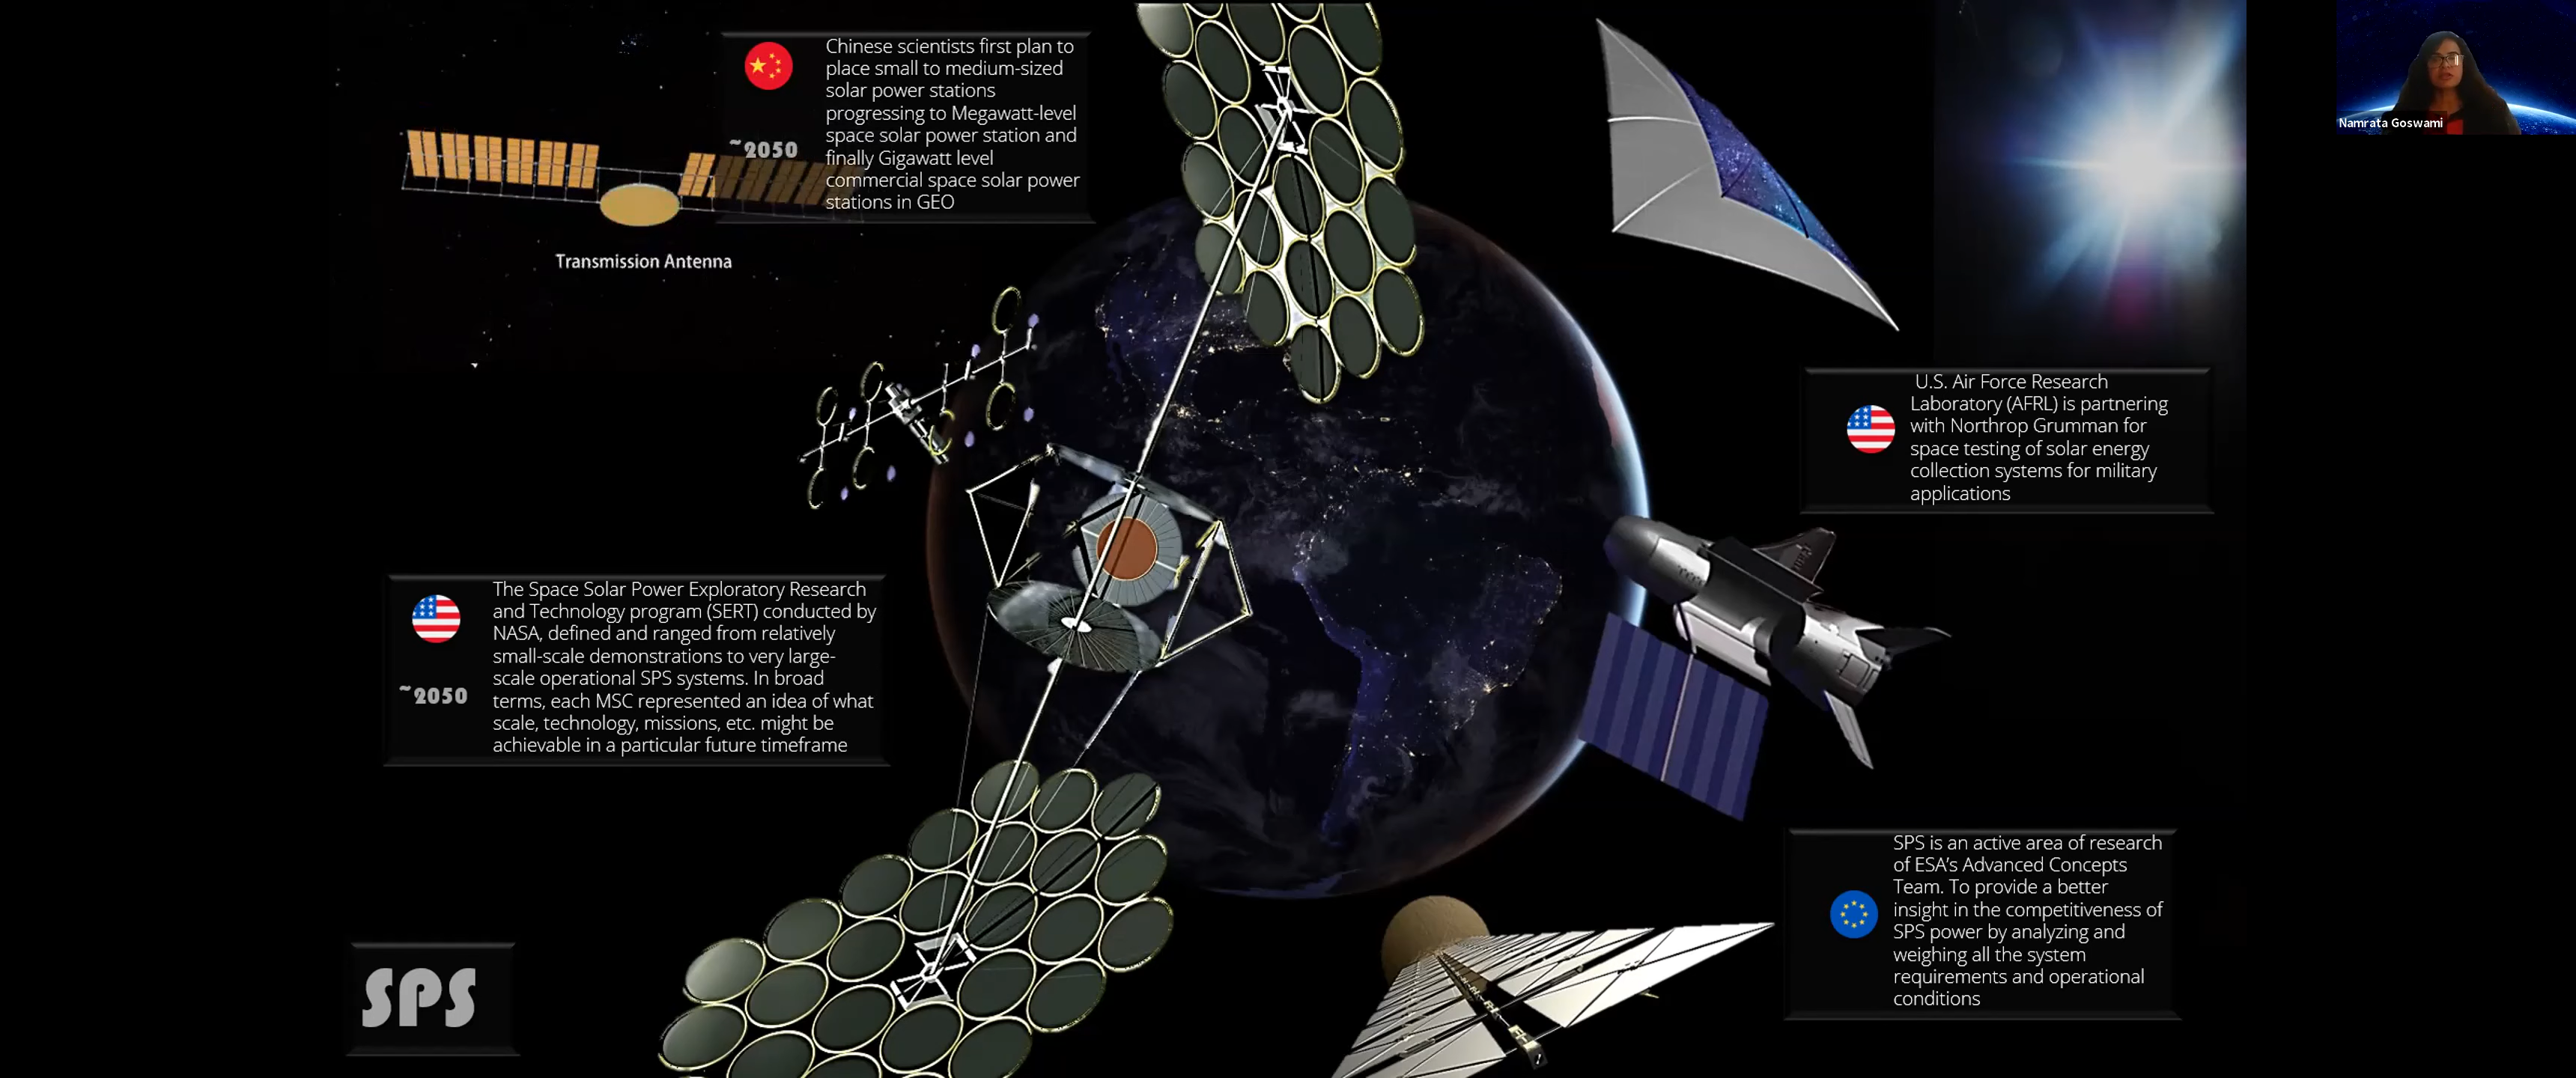 Chinese scientists first plan to
place small to medium-sized
solar power stations
progressing to Megawatt-level
space solar power station and
finally Gigawatt level
commercial space solar power
stations in GEO
~2050
Transmission Antenna
Namrata Goswami
U.S. Air Force Research
Laboratory (AFRL) is partnering
with Northrop Grumman for
space testing of solar energy
collection systems for military
applications
The Space Solar Power Exploratory Research
and Technology program (SERT) conducted by
NASA, defined and ranged from relatively
small-scale demonstrations to very large-
scale operational SPS systems. In broad
terms, each MSC represented an idea of what
scale, technology, missions, etc. might be
achievable in a particular future timeframe
~2050
SPS is an active area of research
of ESA's Advanced Concepts
Team. To provide a better
insight in the competitiveness of
SPS power by analyzing and
weighing all the system
requirements and operational
conditions
SPS